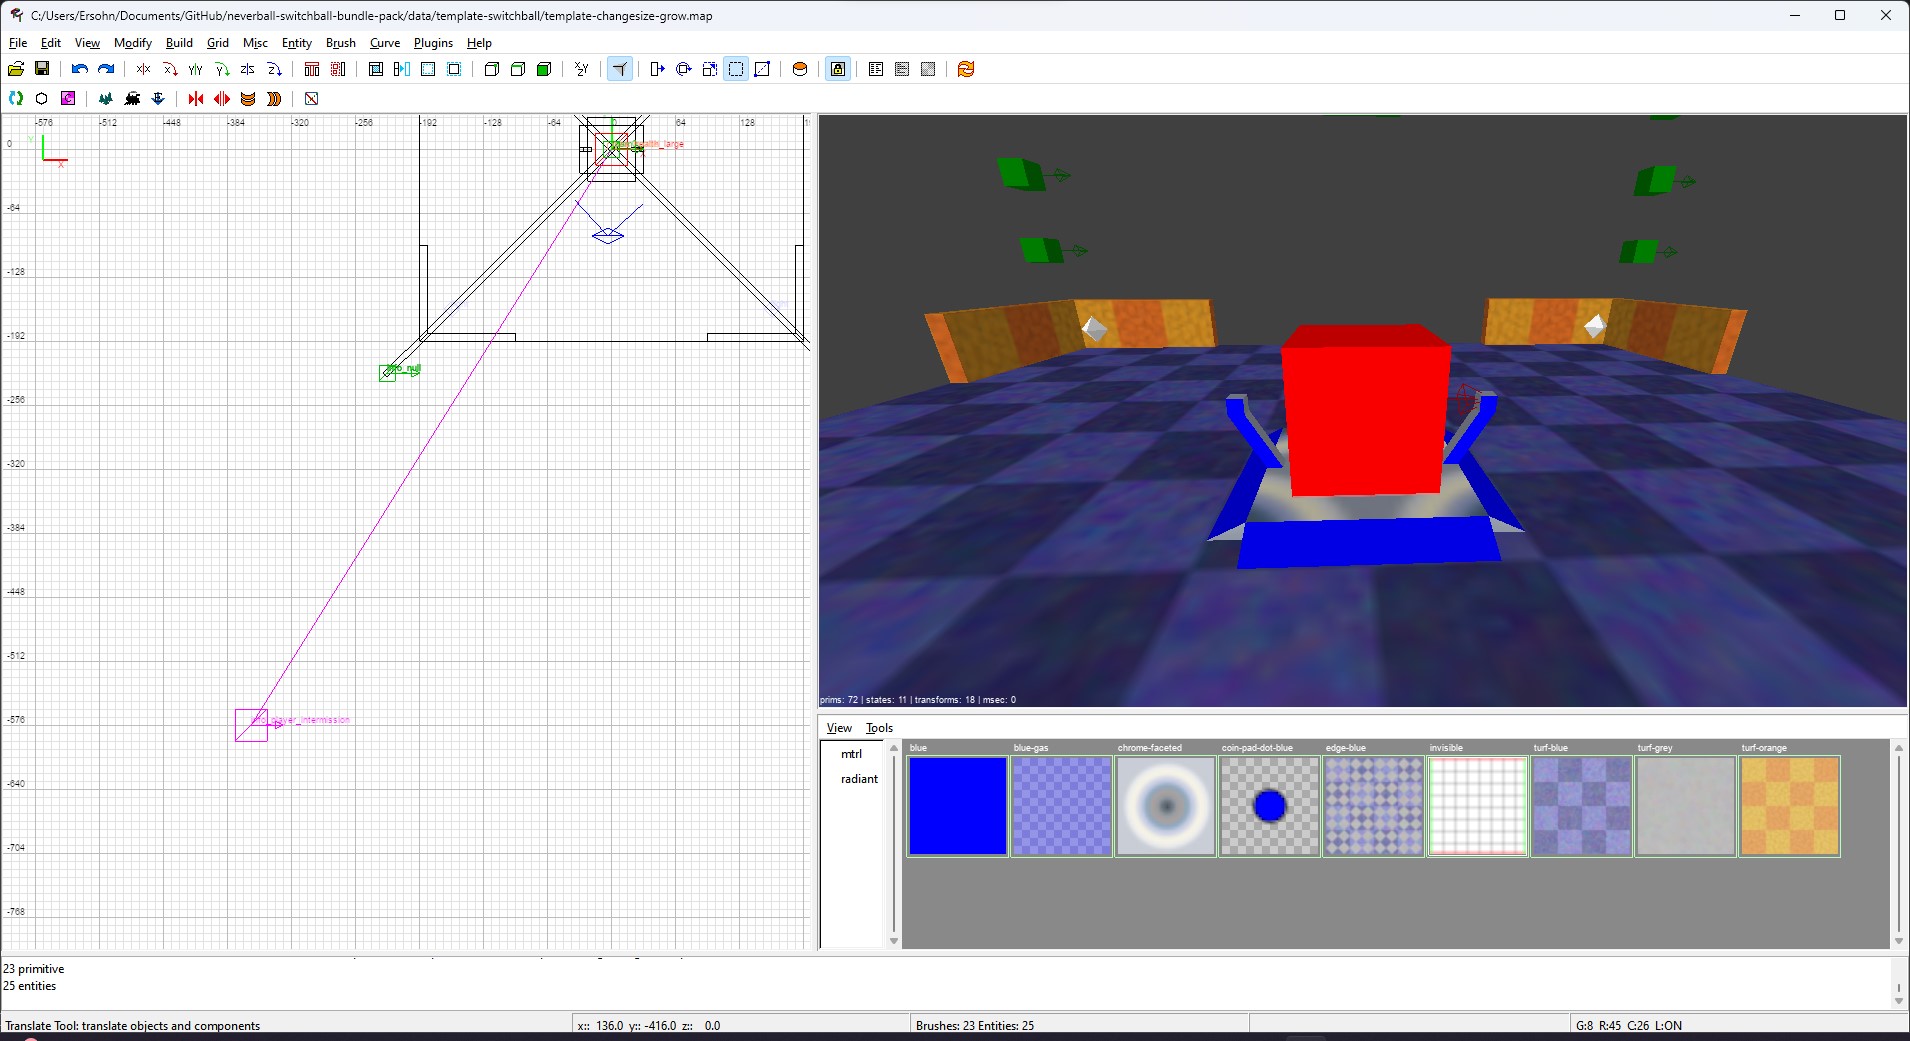 C:/Users/Ersohn/Documents/GitHub/neverball-switchball-bundle-pack/data/template-switchball/template-changesize-grow.map
File Edit View Modify Build Grid Misc Entity Brush Curve Plugins Help
-576 -512 -448 -384 -320 -256 -192 -128 -64 0 64 128
Y
X
0
-64
-128
-192
-256
-320
-384
-448
-512
-576
-640
-704
-768
info_null
info_player_intermission
prims: 72 | states: 11 | transforms: 18 | msec: 0
View Tools
mtrl
radiant
blue blue-gas chrome-faceted coin-pad-dot-blue edge-blue invisible turf-blue turf-grey turf-orange
23 primitive
25 entities
Translate Tool: translate objects and components
x:: 136.0 y:: -416.0 z:: 0.0
Brushes: 23 Entities: 25
G:8 R:45 C:26 L:ON